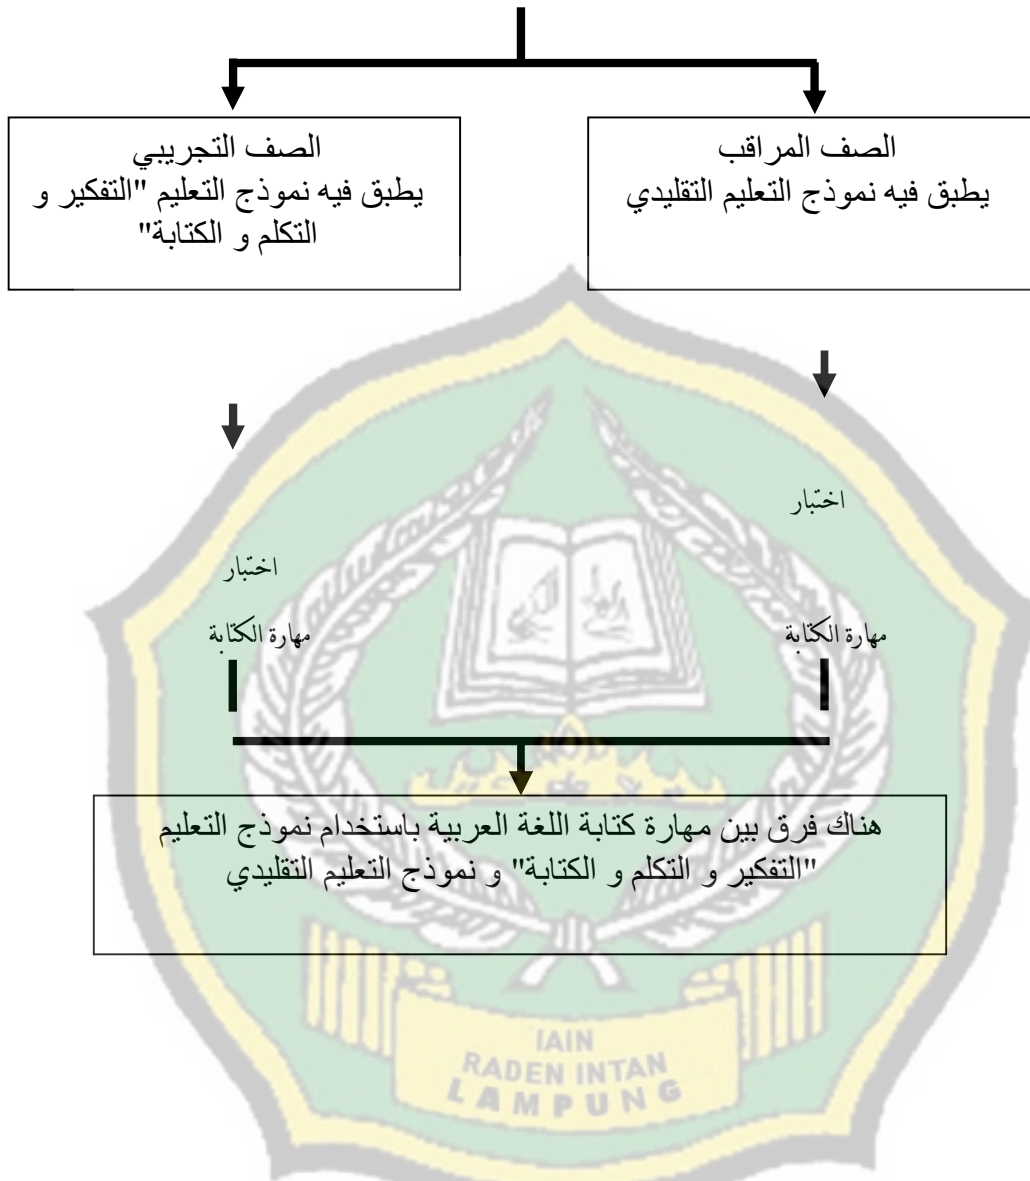 الصف المراقب
يطبق فيه نموذج التعليم التقليدي
الصف التجريبي
يطبق فيه نموذج التعليم "التفكير و
التكلم و الكتابة"
اختبار
مهارة الكتابة
اختبار
مهارة الكتابة
هناك فرق بين مهارة كتابة اللغة العربية باستخدام نموذج التعليم
"التفكير و التكلم و الكتابة" و نموذج التعليم التقليدي
IAIN
RADEN INTAN
LAMPUNG